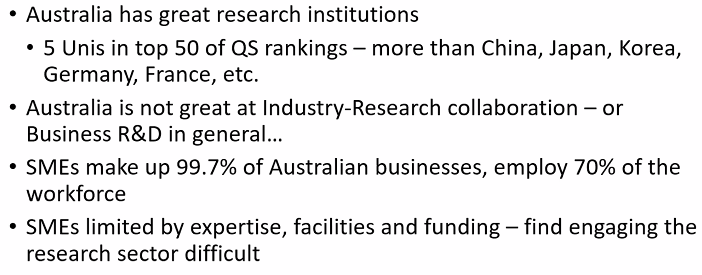 • Australia has great research institutions
• 5 Unis in top 50 of QS rankings – more than China, Japan, Korea,
Germany, France, etc.
• Australia is not great at Industry-Research collaboration – or
Business R&D in general…
• SMEs make up 99.7% of Australian businesses, employ 70% of the
workforce
• SMEs limited by expertise, facilities and funding – find engaging the
research sector difficult